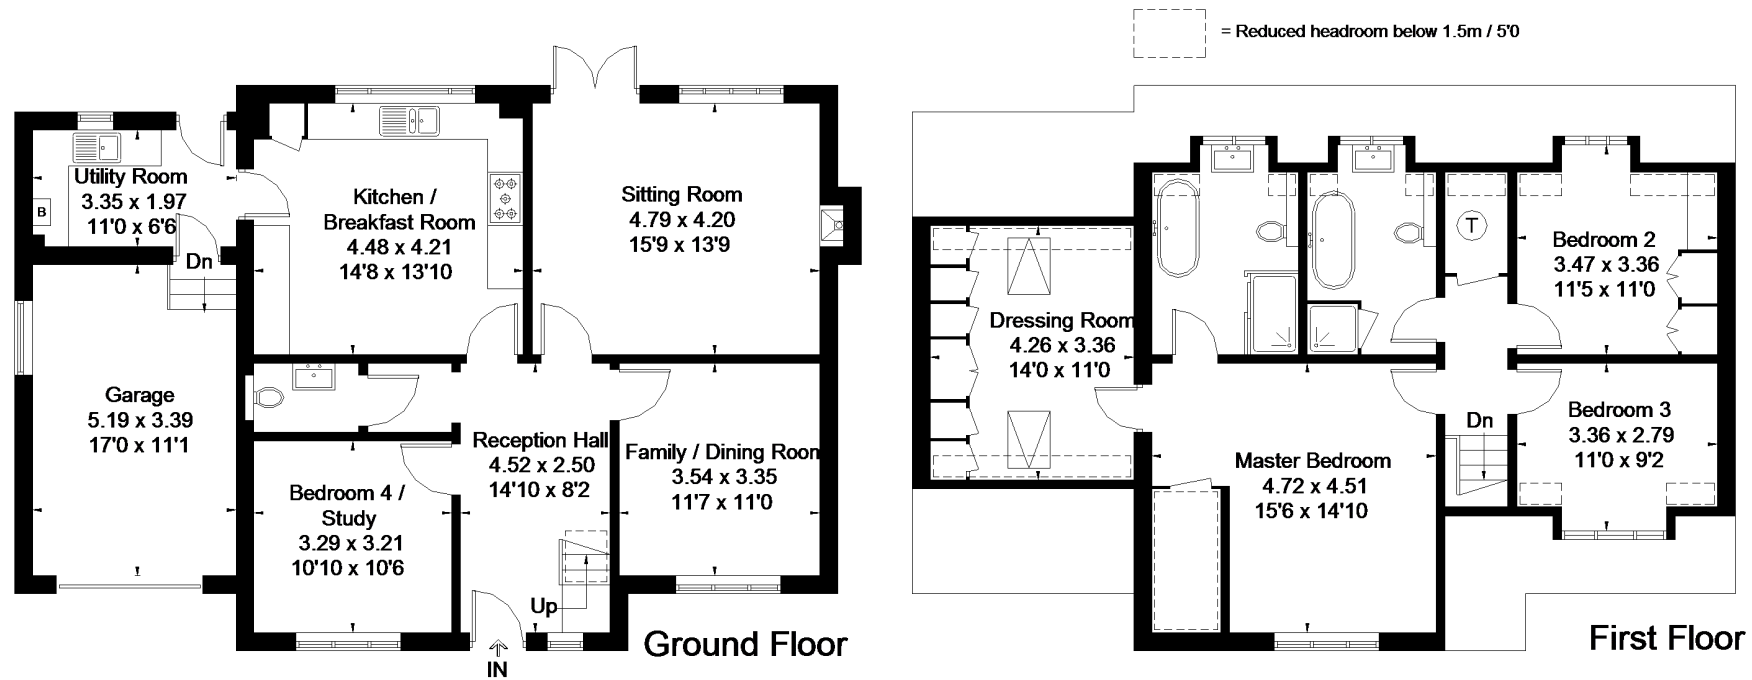 = Reduced headroom below 1.5m / 5'0
Utility Room
3.35 x 1.97
11'0 x 6'6
B
Dn
Kitchen /
Breakfast Room
4.48 x 4.21
14'8 x 13'10
Sitting Room
4.79 x 4.20
15'9 x 13'9
Garage
5.19 x 3.39
17'0 x 11'1
Bedroom 4 /
Study
3.29 x 3.21
10'10 x 10'6
Reception Hall
4.52 x 2.50
14'10 x 8'2
Family / Dining Room
3.54 x 3.35
11'7 x 11'0
Up
IN
Ground Floor
Dressing Room
4.26 x 3.36
14'0 x 11'0
T
Bedroom 2
3.47 x 3.36
11'5 x 11'0
Master Bedroom
4.72 x 4.51
15'6 x 14'10
Dn
Bedroom 3
3.36 x 2.79
11'0 x 9'2
First Floor